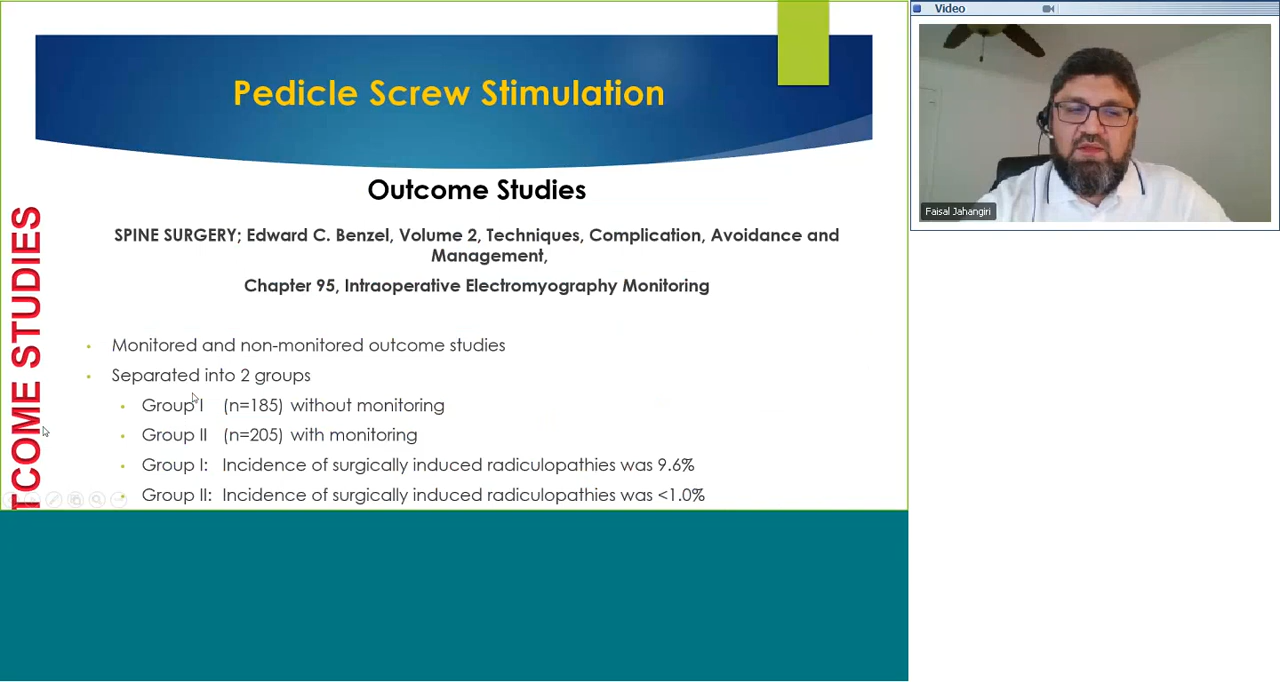 Pedicle Screw Stimulation
Outcome Studies
SPINE SURGERY; Edward C. Benzel, Volume 2, Techniques, Complication, Avoidance and
Management,
Chapter 95, Intraoperative Electromyography Monitoring
TCOME STUDIES
• Monitored and non-monitored outcome studies
• Separated into 2 groups
• Group I (n=185) without monitoring
• Group II (n=205) with monitoring
• Group I: Incidence of surgically induced radiculopathies was 9.6%
• Group II: Incidence of surgically induced radiculopathies was <1.0%
Video
Faisal Jahangiri